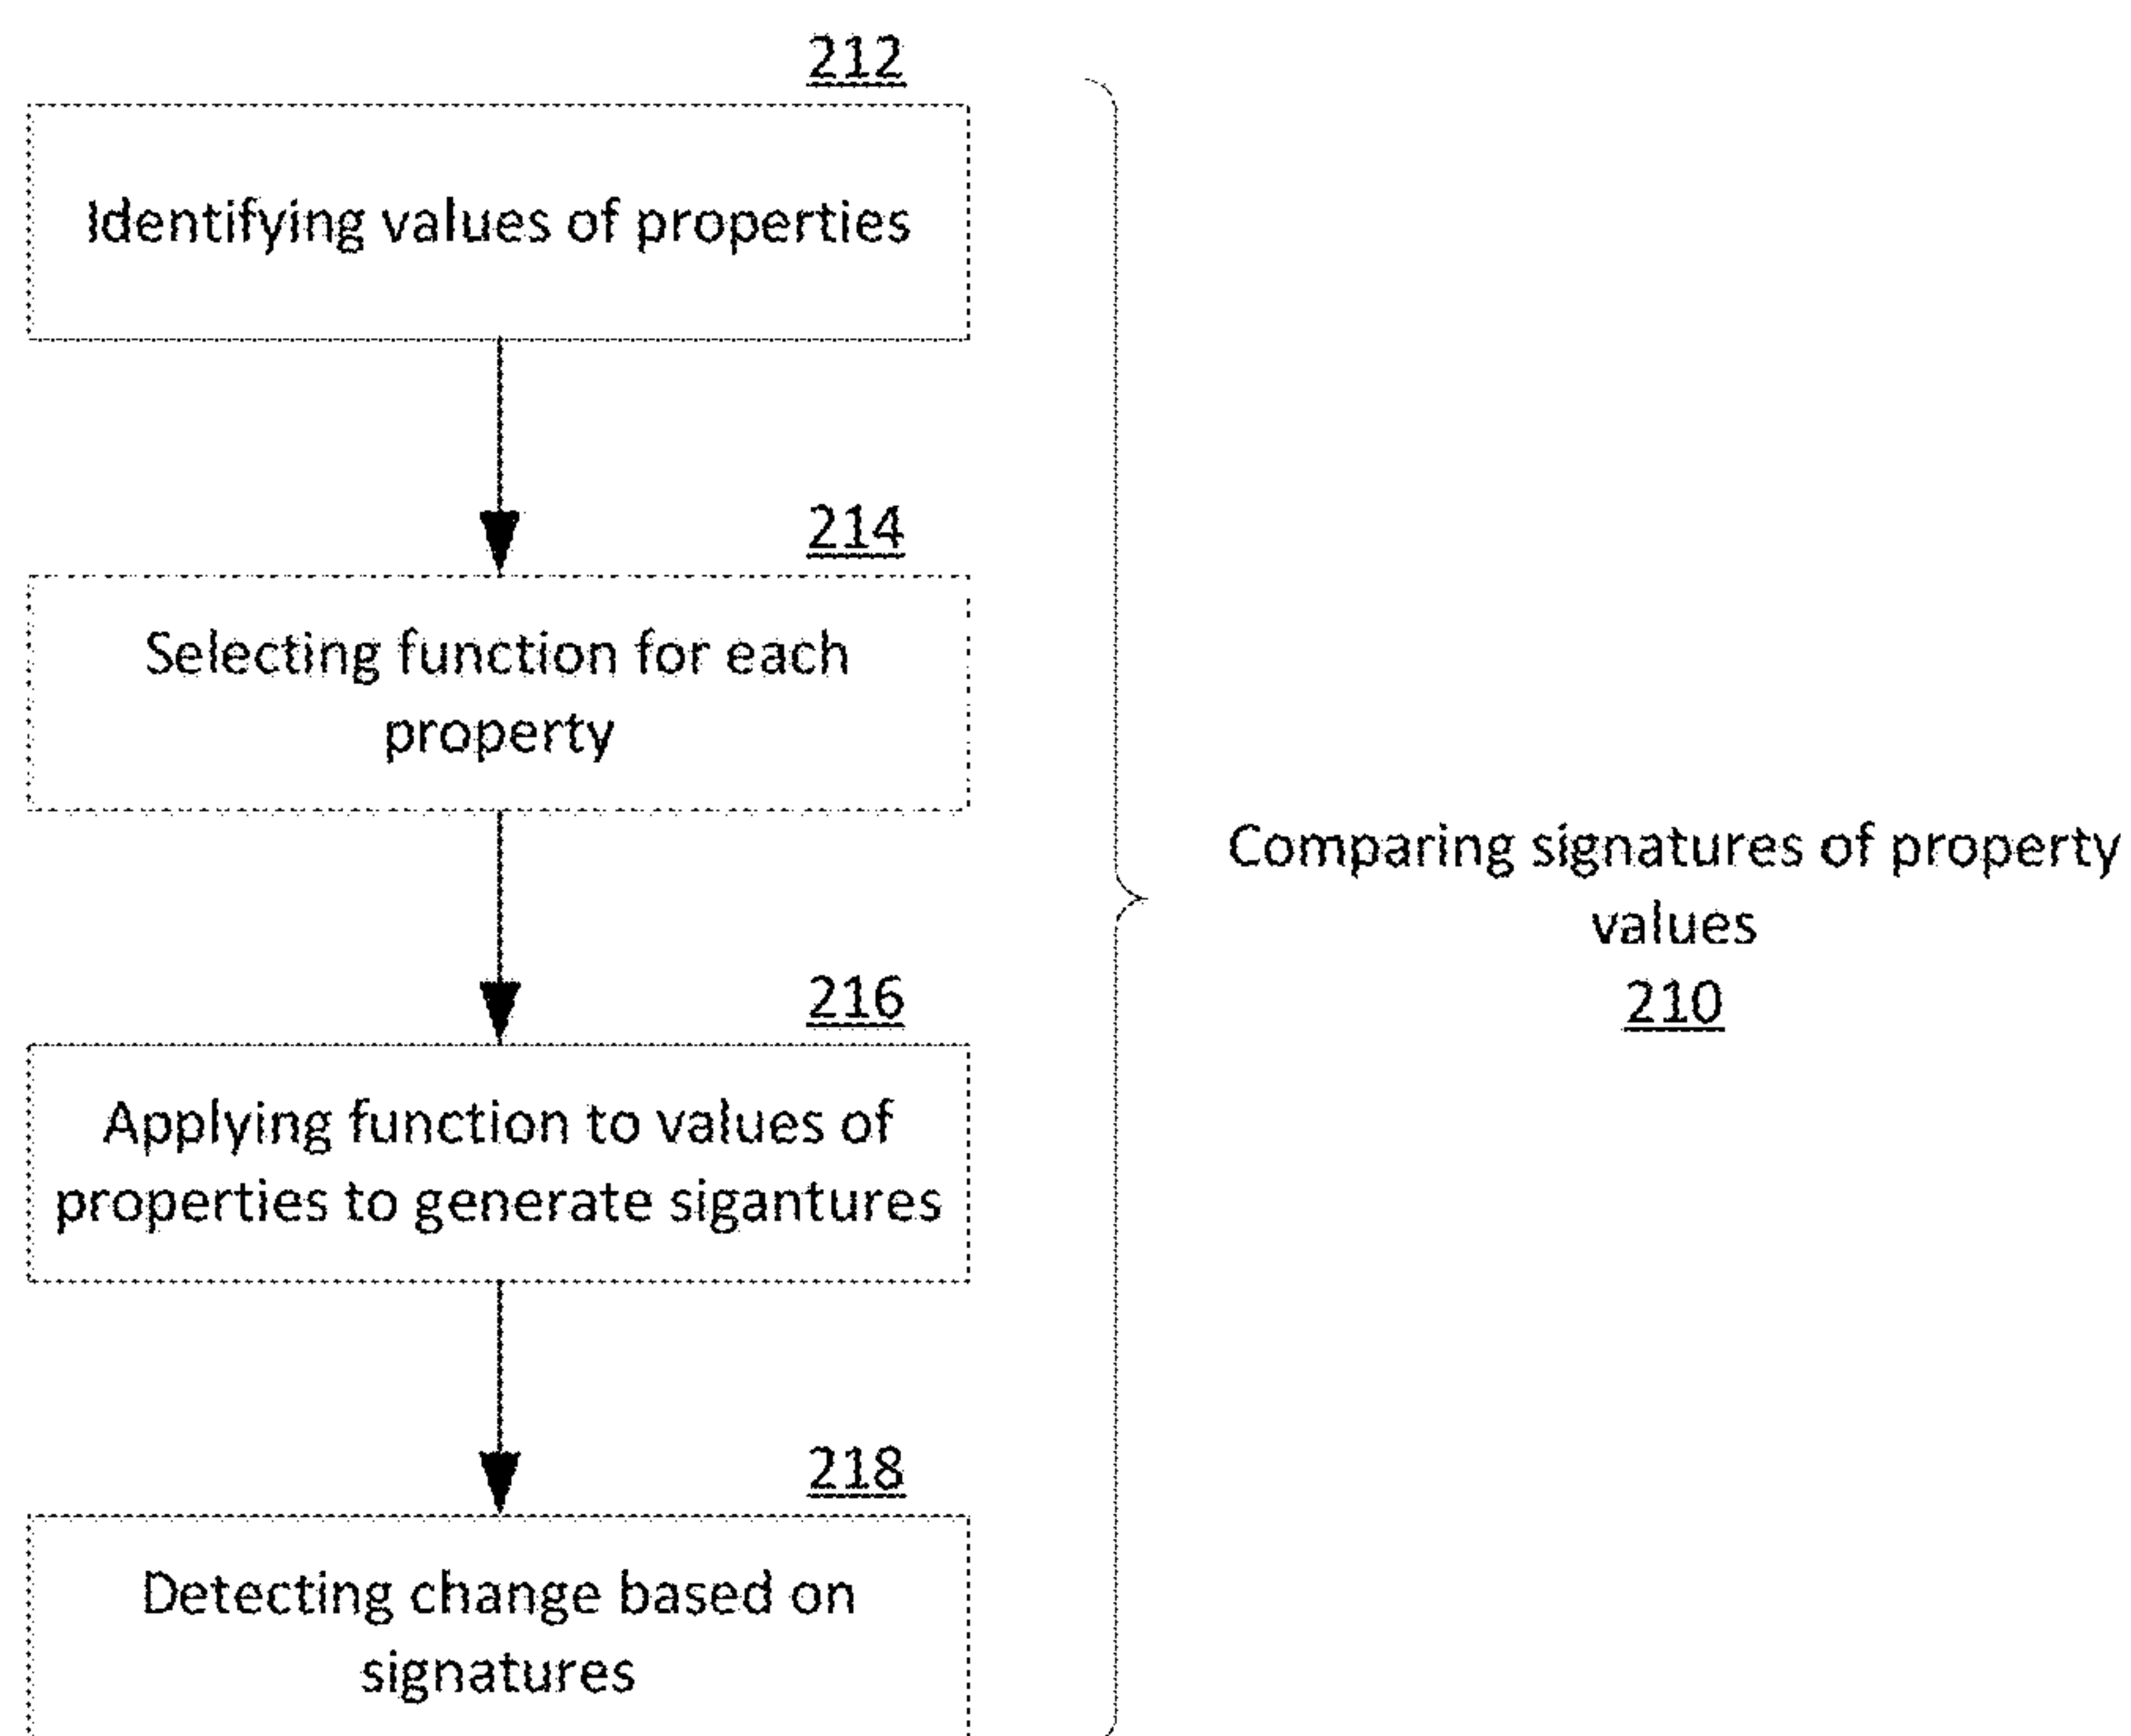 212
Identifying values of properties
214
Selecting function for each
property
216
Applying function to values of
properties to generate sigantures
218
Detecting change based on
signatures
Comparing signatures of property
values
210